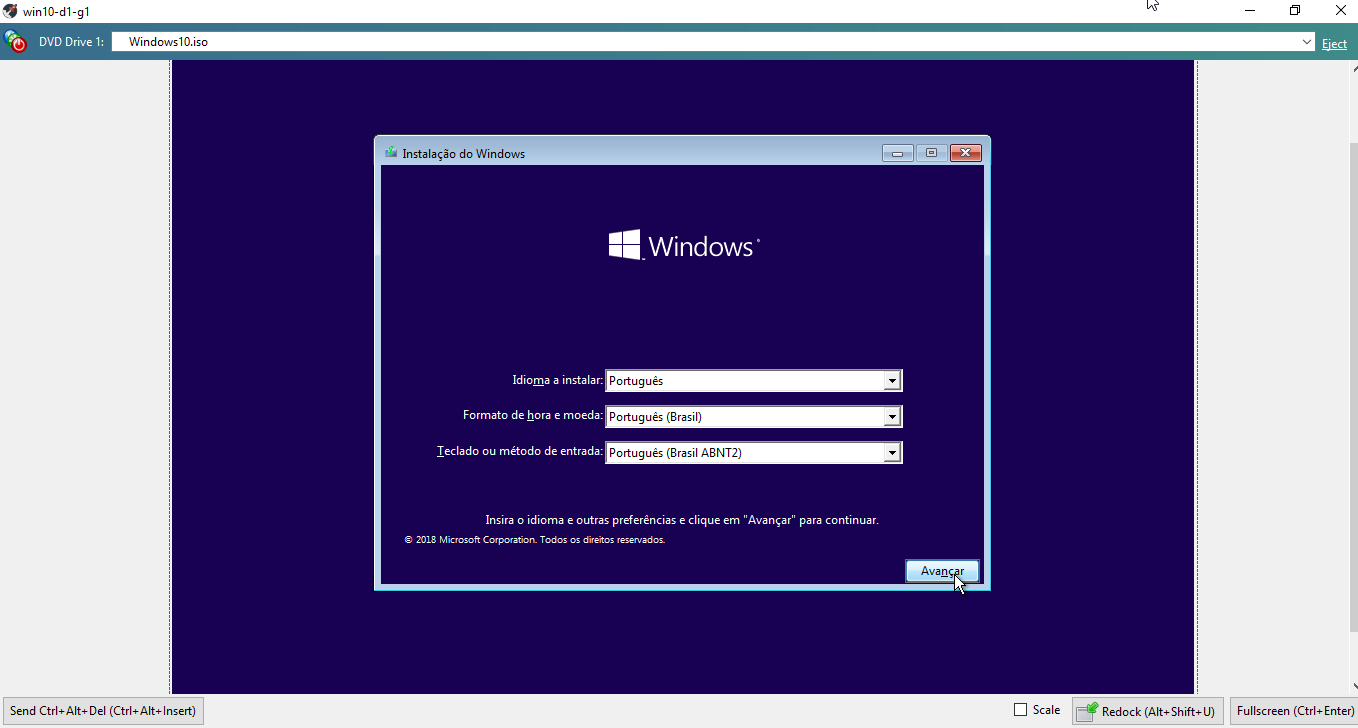 win10-d1-g1
DVD Drive 1: Windows10.iso Eject
Instalação do Windows
Windows
Idioma a instalar: Português
Formato de hora e moeda: Português (Brasil)
Teclado ou método de entrada: Português (Brasil ABNT2)
Insira o idioma e outras preferências e clique em "Avançar" para continuar.
© 2018 Microsoft Corporation. Todos os direitos reservados.
Avançar
Send Ctrl+Alt+Del (Ctrl+Alt+Insert) Scale Redock (Alt+Shift+U) Fullscreen (Ctrl+Enter)